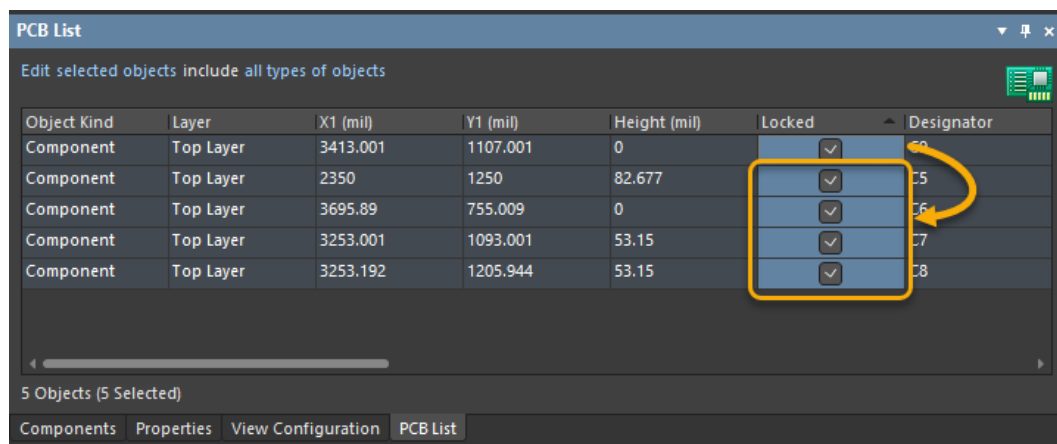 PCB List
Edit selected objects include all types of objects
Object Kind Layer X1 (mil) Y1 (mil) Height (mil) Locked Designator
Component Top Layer 3413.001 1107.001 0
Component Top Layer 2350 1250 82.677 C5
Component Top Layer 3695.89 755.009 0 C6
Component Top Layer 3253.001 1093.001 53.15 C7
Component Top Layer 3253.192 1205.944 53.15 C8
5 Objects (5 Selected)
Components Properties View Configuration PCB List